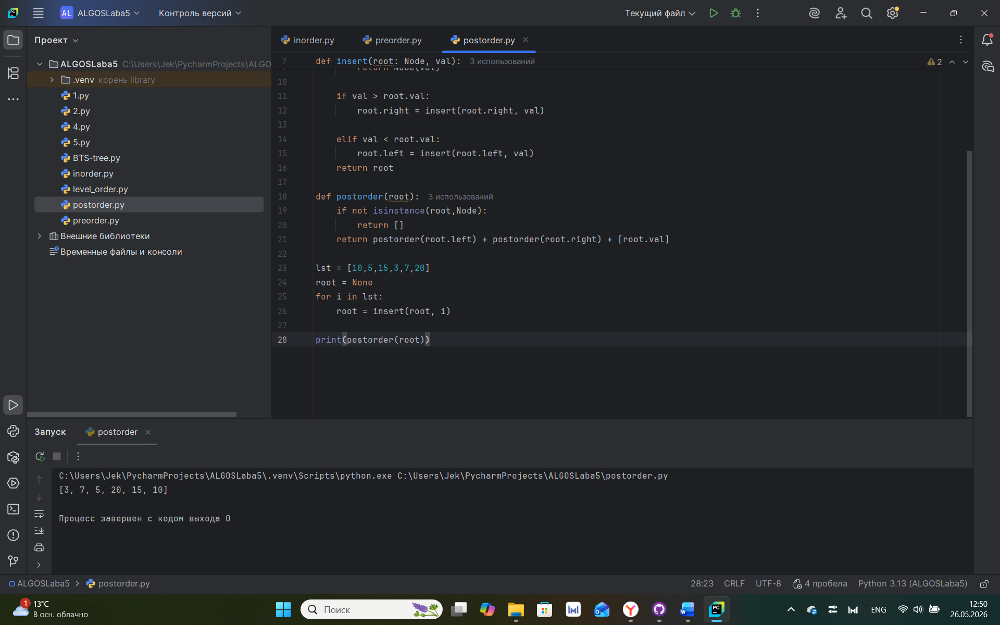 PC
AL ALGOSLaba5
Контроль версий
Текущий файл
Проект
inorder.py
preorder.py
postorder.py
ALGOSLaba5 C:\Users\Jek\PycharmProjects\ALGO
.venv корень library
1.py
2.py
4.py
5.py
BTS-tree.py
inorder.py
level_order.py
postorder.py
preorder.py
Внешние библиотеки
Временные файлы и консоли
7 def insert(root: Node, val): 3 использований
2
9 return Node(val)
10
11 if val > root.val:
12 root.right = insert(root.right, val)
13
14 elif val < root.val:
15 root.left = insert(root.left, val)
16 return root
17
18 def postorder(root): 3 использований
19 if not isinstance(root,Node):
20 return []
21 return postorder(root.left) + postorder(root.right) + [root.val]
22
23 lst = [10,5,15,3,7,20]
24 root = None
25 for i in lst:
26 root = insert(root, i)
27
28 print(postorder(root))
Запуск
postorder
C:\Users\Jek\PycharmProjects\ALGOSLaba5\.venv\Scripts\python.exe C:\Users\Jek\PycharmProjects\ALGOSLaba5\postorder.py
[3, 7, 5, 20, 15, 10]
Процесс завершен с кодом выхода 0
ALGOSLaba5 > postorder.py
28:23 CRLF UTF-8 4 пробела Python 3.13 (ALGOSLaba5)
1
13°C
В осн. облачно
Поиск
W
PC
ENG
12:50
26.05.2026